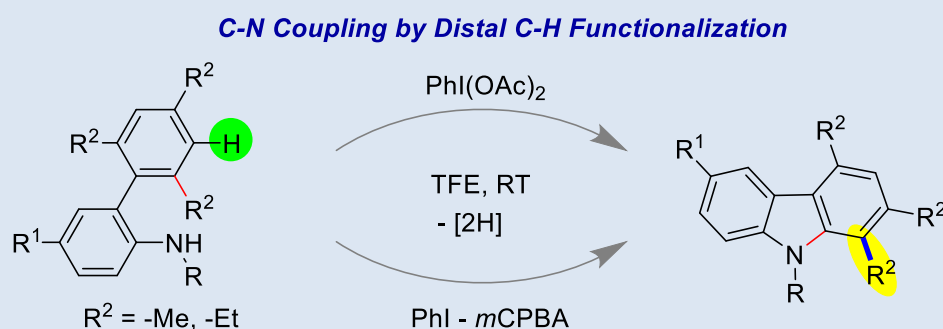 C-N Coupling by Distal C-H Functionalization
R²
R²
H
R²
R¹
NH
R
R² = -Me, -Et
PhI(OAc)₂
TFE, RT
- [2H]
PhI - mCPBA
R¹
R²
R²
N
R²
R